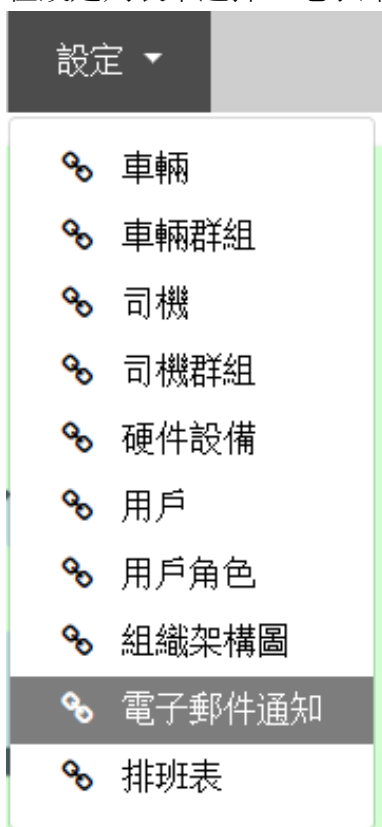 設定
車輛
車輛群組
司機
司機群組
硬件設備
用戶
用戶角色
組織架構圖
電子郵件通知
排班表